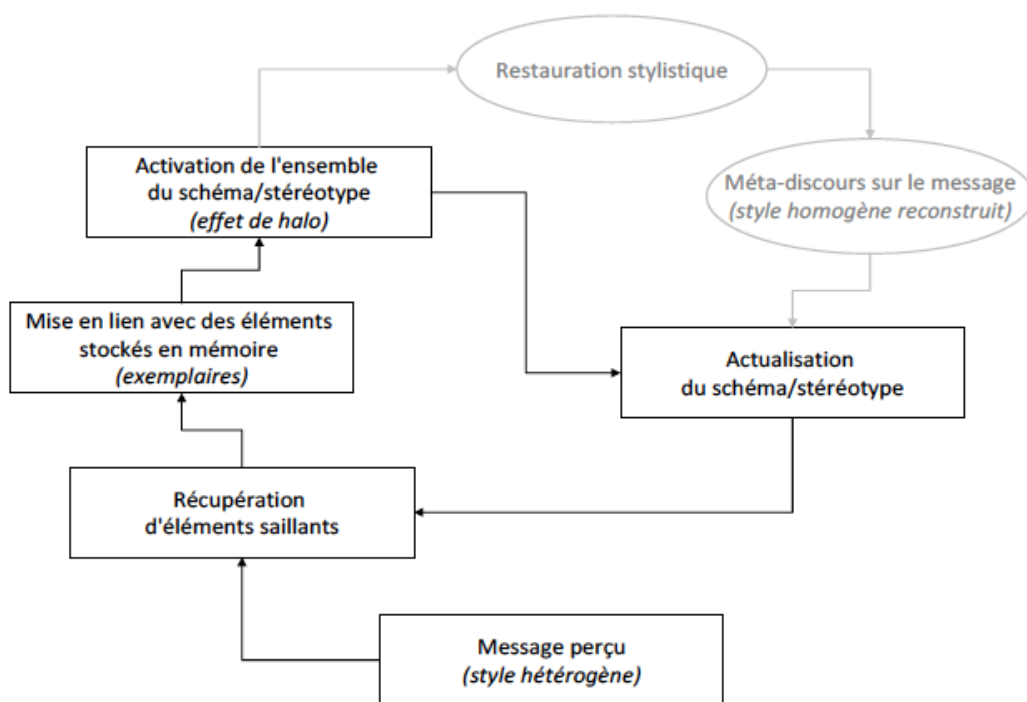 Restauration stylistique
Activation de l'ensemble
du schéma/stéréotype
(effet de halo)
Méta-discours sur le message
(style homogène reconstruit)
Mise en lien avec des éléments
stockés en mémoire
(exemplaires)
Actualisation
du schéma/stéréotype
Récupération
d'éléments saillants
Message perçu
(style hétérogène)